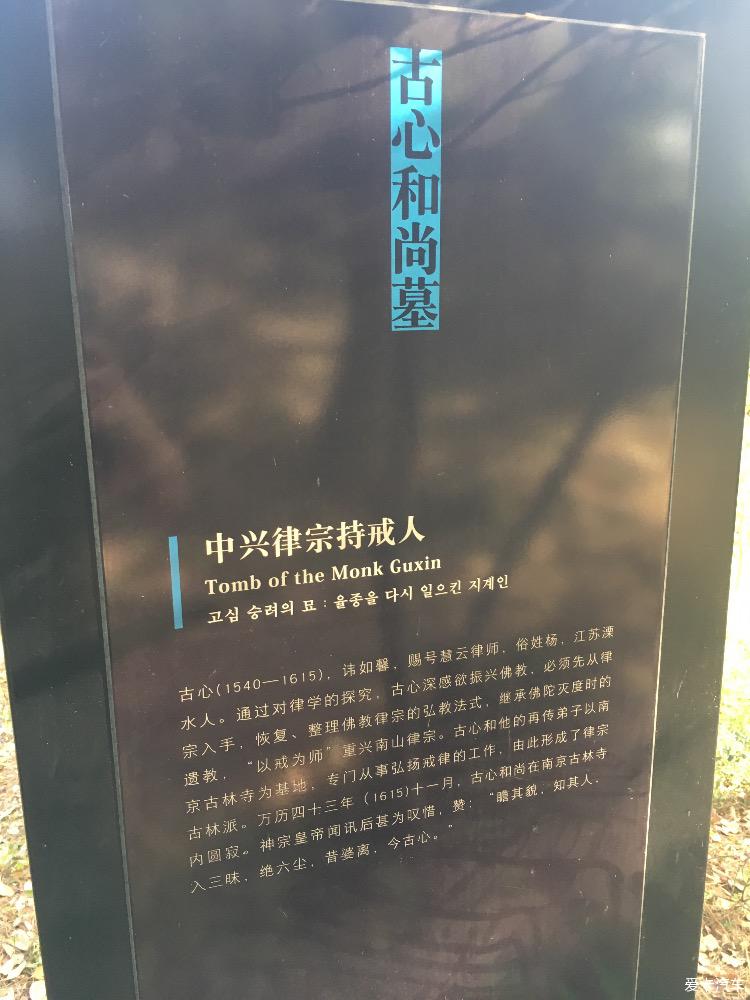 古心和尚墓
中兴律宗持戒人
Tomb of the Monk Guxin
고심 승려의 묘 : 율종을 다시 일으킨 지계인
古心(1540—1615)，讳如馨，赐号慧云律师，俗姓杨，江苏溧
水人。通过对律学的探究，古心深感欲振兴佛教，必须先从律
宗入手，恢复、整理佛教律宗的弘教法式，继承佛陀灭度时的
遗教，“以戒为师”重兴南山律宗。古心和他的再传弟子以南
京古林寺为基地，专门从事弘扬戒律的工作，由此形成了律宗
古林派。万历四十三年（1615)十一月，古心和尚在南京古林寺
内圆寂。神宗皇帝闻讯后甚为叹惜，赞：“瞻其貌，知其人，
入三昧，绝六尘，昔婆离，今古心。”
爱卡汽车